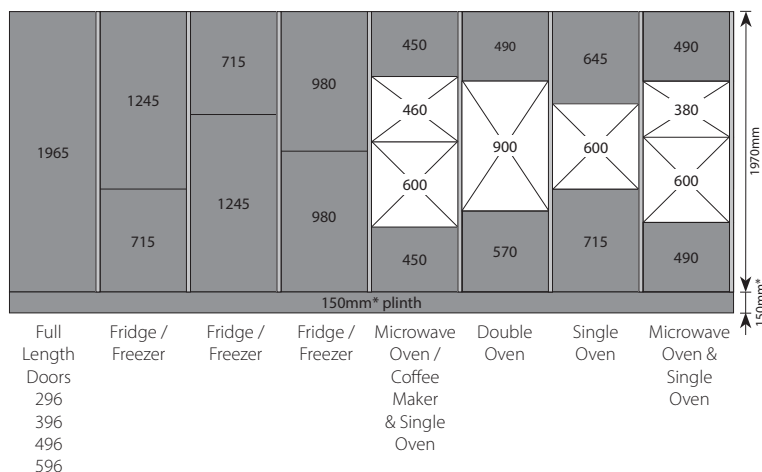 1965
1245
715
715
1245
980
980
450
460
600
450
490
900
570
645
600
715
490
380
600
490
1970mm
150mm*
150mm* plinth
Full
Length
Doors
296
396
496
596
Fridge /
Freezer
Fridge /
Freezer
Fridge /
Freezer
Microwave
Oven /
Coffee
Maker
& Single
Oven
Double
Oven
Single
Oven
Microwave
Oven &
Single
Oven